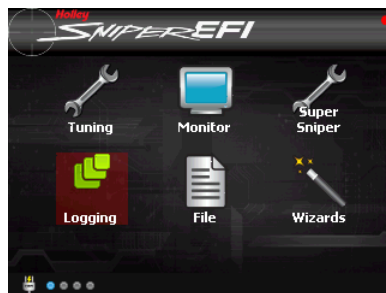 Holley
SNIPER EFI
Tuning
Monitor
Super
Sniper
Logging
File
Wizards